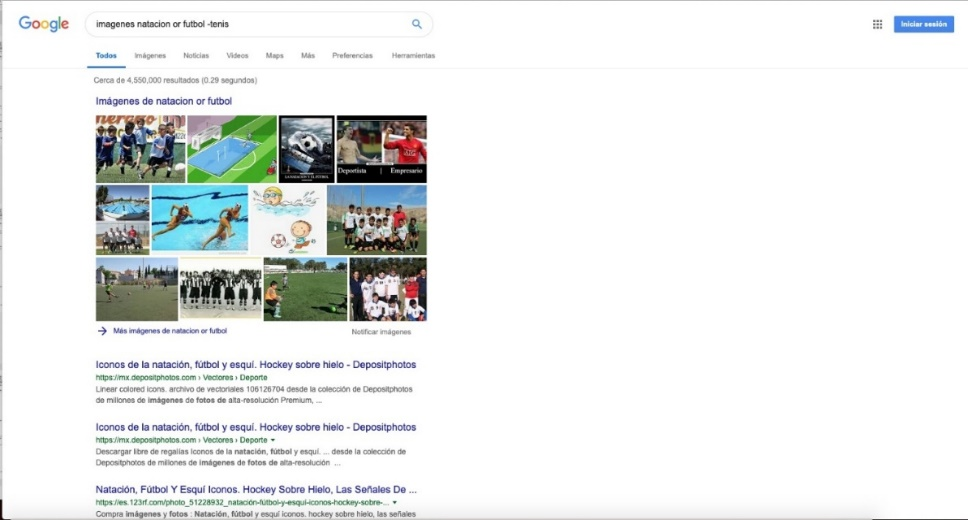 Google
imagenes natacion or futbol -tenis
Iniciar sesión
Todos Imágenes Noticias Videos Maps Más Preferencias Herramientas
Cerca de 4,550,000 resultados (0.29 segundos)
Imágenes de natacion or futbol
Deportista | Empresario
Más imágenes de natacion or futbol
Notificar imágenes
Iconos de la natación, fútbol y esquí. Hockey sobre hielo - Depositphotos
https://mx.depositphotos.com › Vectores › Deporte
Linear colored icons. archivo de vectoriales 106126704 desde la colección de Depositphotos
de millones de imágenes de fotos de alta-resolución Premium, ...
Iconos de la natación, fútbol y esquí. Hockey sobre hielo - Depositphotos
https://mx.depositphotos.com › Vectores › Deporte
Descargar libre de regalías Iconos de la natación, fútbol y esquí. ... desde la colección de
Depositphotos de millones de imágenes de fotos de alta-resolución ...
Natación, Fútbol Y Esquí Iconos. Hockey Sobre Hielo, Las Señales De ...
https://es.123rf.com/photo_51228932_natación-fútbol-y-esquí-iconos-hockey-sobre-...
Compra imágenes y fotos : Natación, fútbol y esquí iconos. hockey sobre hielo, las señales